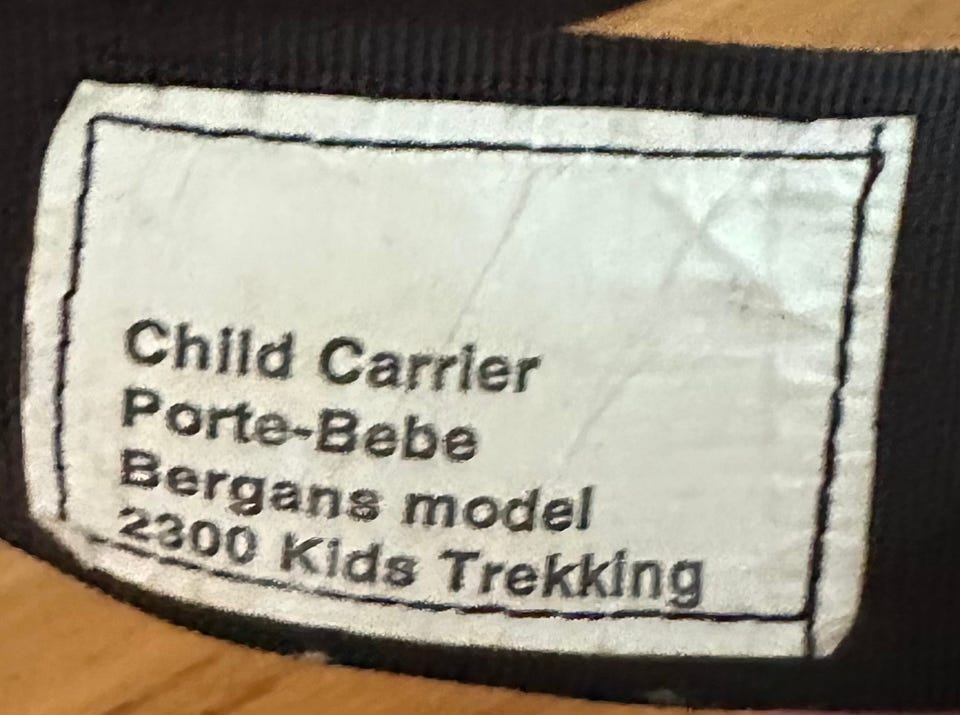 Child Carrier
Porte-Bebe
Bergans model
2300 Kids Trekking